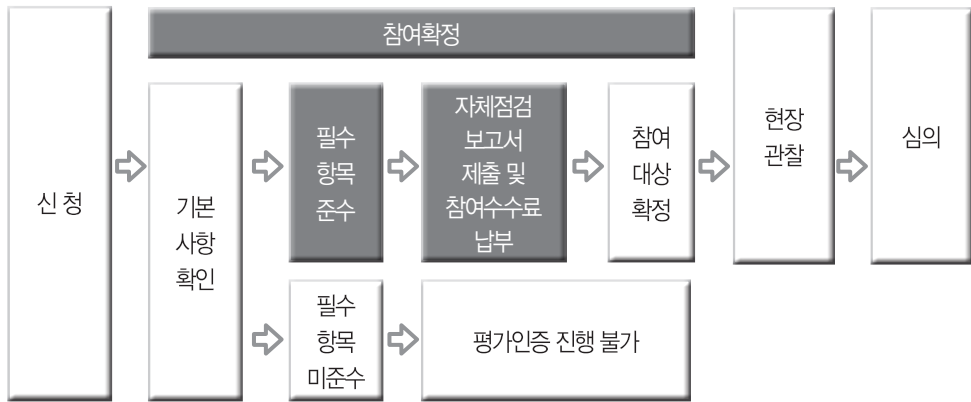 참여확정
신 청
기본
사항
확인
필수
항목
준수
자체점검
보고서
제출 및
참여수수료
납부
참여
대상
확정
현장
관찰
심의
필수
항목
미준수
평가인증 진행 불가